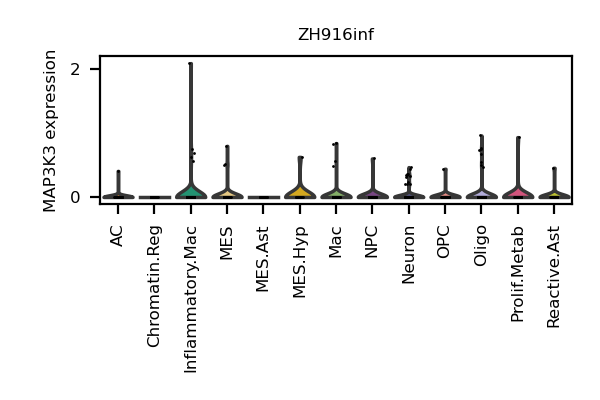 ZH916inf
MAP3K3 expression
2
0
AC
Chromatin.Reg
Inflammatory.Mac
MES
MES.Ast
MES.Hyp
Mac
NPC
Neuron
OPC
Oligo
Prolif.Metab
Reactive.Ast